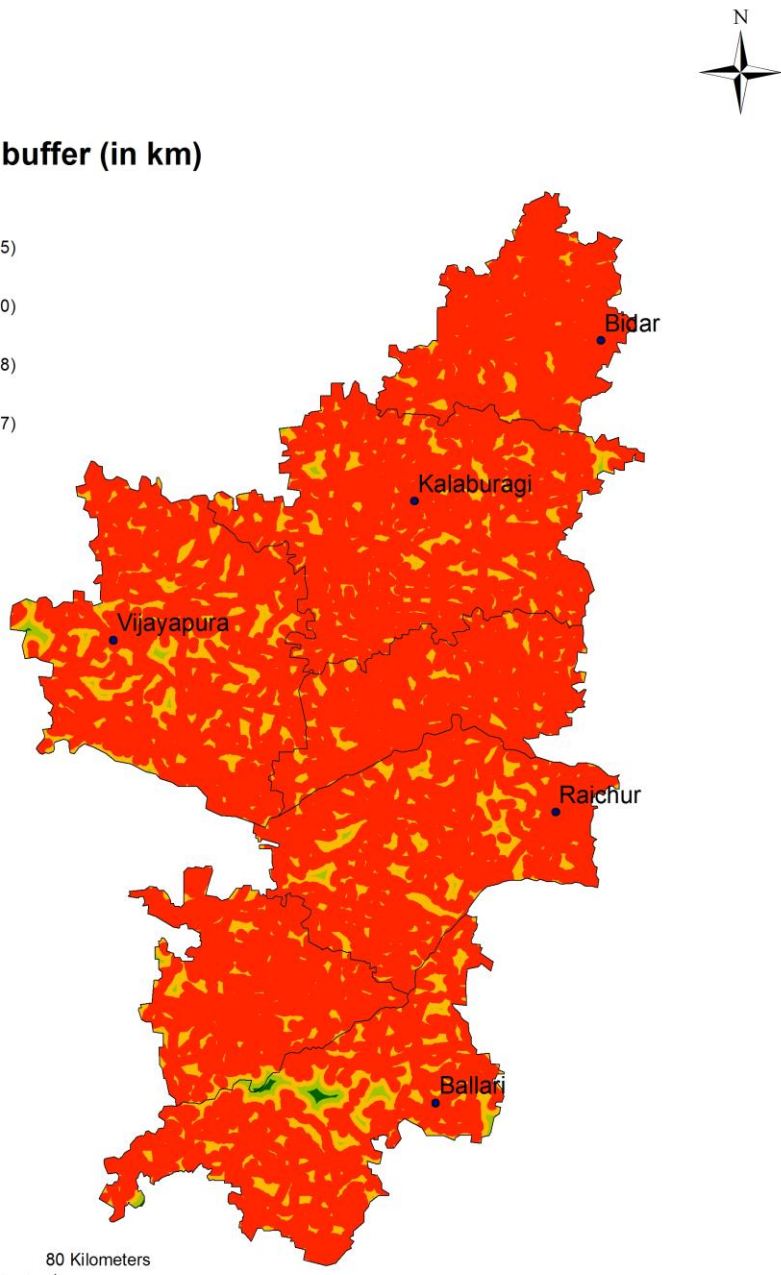 N
buffer (in km)
5)
0)
8)
7)
Bidar
Kalaburagi
Vijayapura
Raichur
Ballari
80 Kilometers